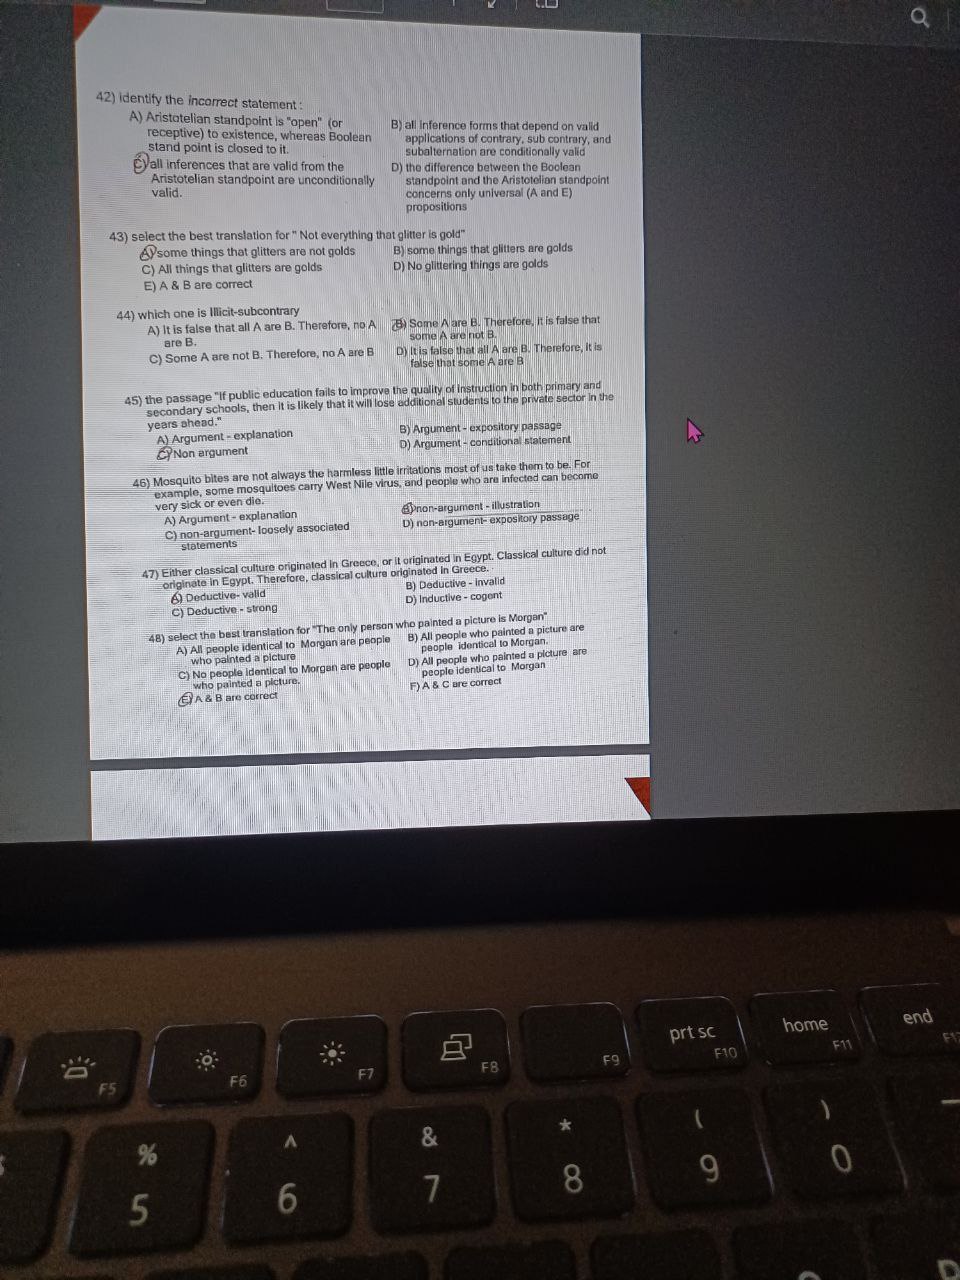 42) identify the incorrect statement :
A) Aristotelian standpoint is "open" (or
receptive) to existence, whereas Boolean
stand point is closed to it.
B) all inference forms that depend on valid
applications of contrary, sub contrary, and
subalternation are conditionally valid
C) all inferences that are valid from the
Aristotelian standpoint are unconditionally
valid.
D) the difference between the Boolean
standpoint and the Aristotelian standpoint
concerns only universal (A and E)
propositions
43) select the best translation for " Not everything that glitter is gold"
A) some things that glitters are not golds
B) some things that glitters are golds
C) All things that glitters are golds
D) No glittering things are golds
E) A & B are correct
44) which one is Illicit-subcontrary
A) It is false that all A are B. Therefore, no A
are B.
B) Some A are B. Therefore, it is false that
some A are not B.
C) Some A are not B. Therefore, no A are B
D) It is false that all A are B. Therefore, it is
false that some A are B
45) the passage "If public education fails to improve the quality of instruction in both primary and
secondary schools, then it is likely that it will lose additional students to the private sector in the
years ahead."
A) Argument - explanation
B) Argument - expository passage
C) Non argument
D) Argument - conditional statement
46) Mosquito bites are not always the harmless little irritations most of us take them to be. For
example, some mosquitoes carry West Nile virus, and people who are infected can become
very sick or even die.
A) Argument - explanation
B) non-argument - illustration
C) non-argument- loosely associated
statements
D) non-argument- expository passage
47) Either classical culture originated in Greece, or it originated in Egypt. Classical culture did not
originate in Egypt. Therefore, classical culture originated in Greece.
A) Deductive- valid
B) Deductive - invalid
C) Deductive - strong
D) Inductive - cogent
48) select the best translation for "The only person who painted a picture is Morgan"
A) All people identical to Morgan are people
who painted a picture
B) All people who painted a picture are
people identical to Morgan.
C) No people identical to Morgan are people
who painted a picture.
D) All people who painted a picture are
people identical to Morgan
E) A & B are correct
F) A & C are correct
F5
F6
F7
F8
F9
prt sc
F10
home
F11
end
F12
%
5
^
6
&
7
*
8
(
9
)
0